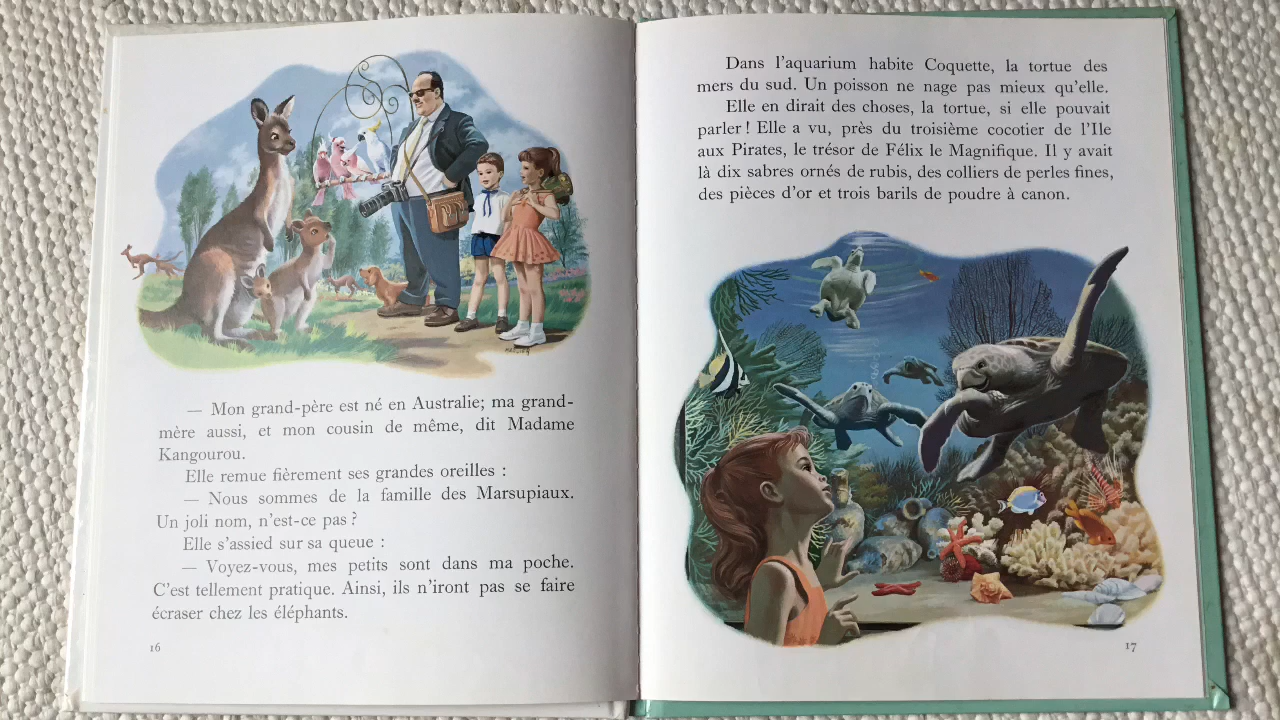 — Mon grand-père est né en Australie; ma grand-
mère aussi, et mon cousin de même, dit Madame
Kangourou.
Elle remue fièrement ses grandes oreilles :
— Nous sommes de la famille des Marsupiaux.
Un joli nom, n'est-ce pas ?
Elle s'assied sur sa queue :
— Voyez-vous, mes petits sont dans ma poche.
C'est tellement pratique. Ainsi, ils n'iront pas se faire
écraser chez les éléphants.
16
Dans l'aquarium habite Coquette, la tortue des
mers du sud. Un poisson ne nage pas mieux qu'elle.
Elle en dirait des choses, la tortue, si elle pouvait
parler ! Elle a vu, près du troisième cocotier de l'Ile
aux Pirates, le trésor de Félix le Magnifique. Il y avait
là dix sabres ornés de rubis, des colliers de perles fines,
des pièces d'or et trois barils de poudre à canon.
17